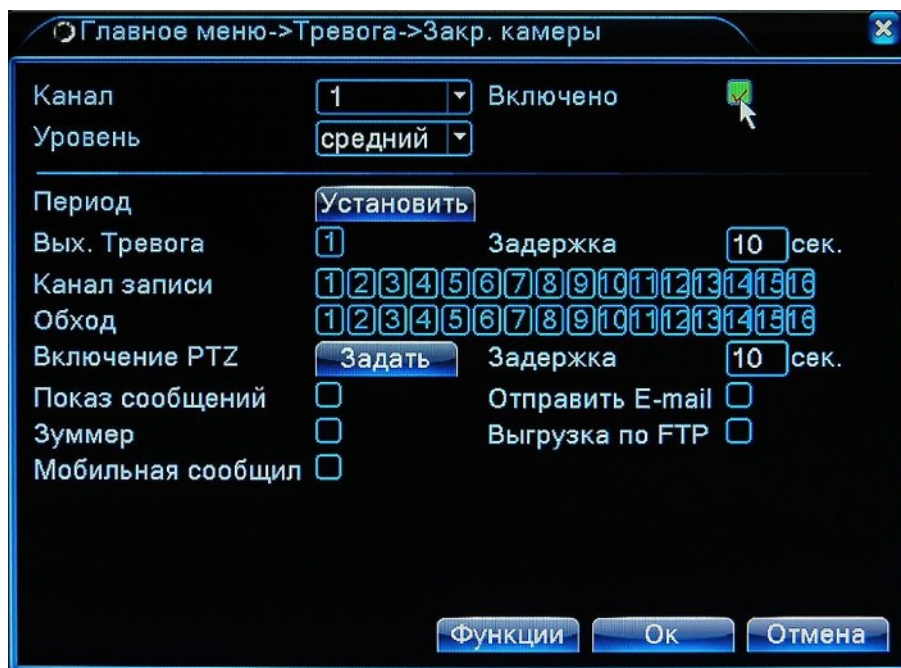 Главное меню->Тревога->Закр. камеры
Канал 1 Включено
Уровень средний
Период Установить
Вых. Тревога 1 Задержка 10 сек.
Канал записи 1 2 3 4 5 6 7 8 9 10 11 12 13 14 15 16
Обход 1 2 3 4 5 6 7 8 9 10 11 12 13 14 15 16
Включение PTZ Задать Задержка 10 сек.
Показ сообщений Отправить E-mail
Зуммер Выгрузка по FTP
Мобильная сообщил
Функции Ок Отмена